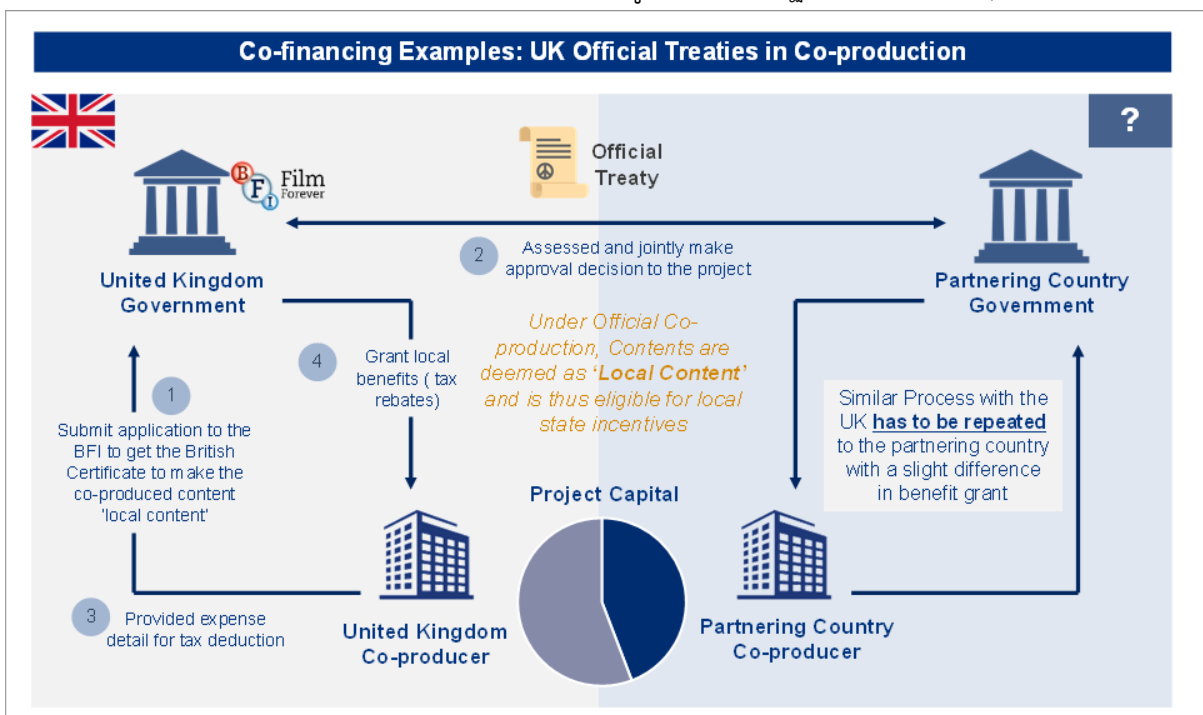 Co-financing Examples: UK Official Treaties in Co-production
?
Official
Treaty
BFI
Film
Forever
2
Assessed and jointly make
approval decision to the project
United Kingdom
Government
Partnering Country
Government
4
Grant local
benefits ( tax
rebates)
Under Official Co-
production, Contents are
deemed as ‘Local Content’
and is thus eligible for local
state incentives
1
Submit application to the
BFI to get the British
Certificate to make the
co-produced content
'local content'
Similar Process with the
UK has to be repeated
to the partnering country
with a slight difference
in benefit grant
Project Capital
3
Provided expense
detail for tax deduction
United Kingdom
Co-producer
Partnering Country
Co-producer